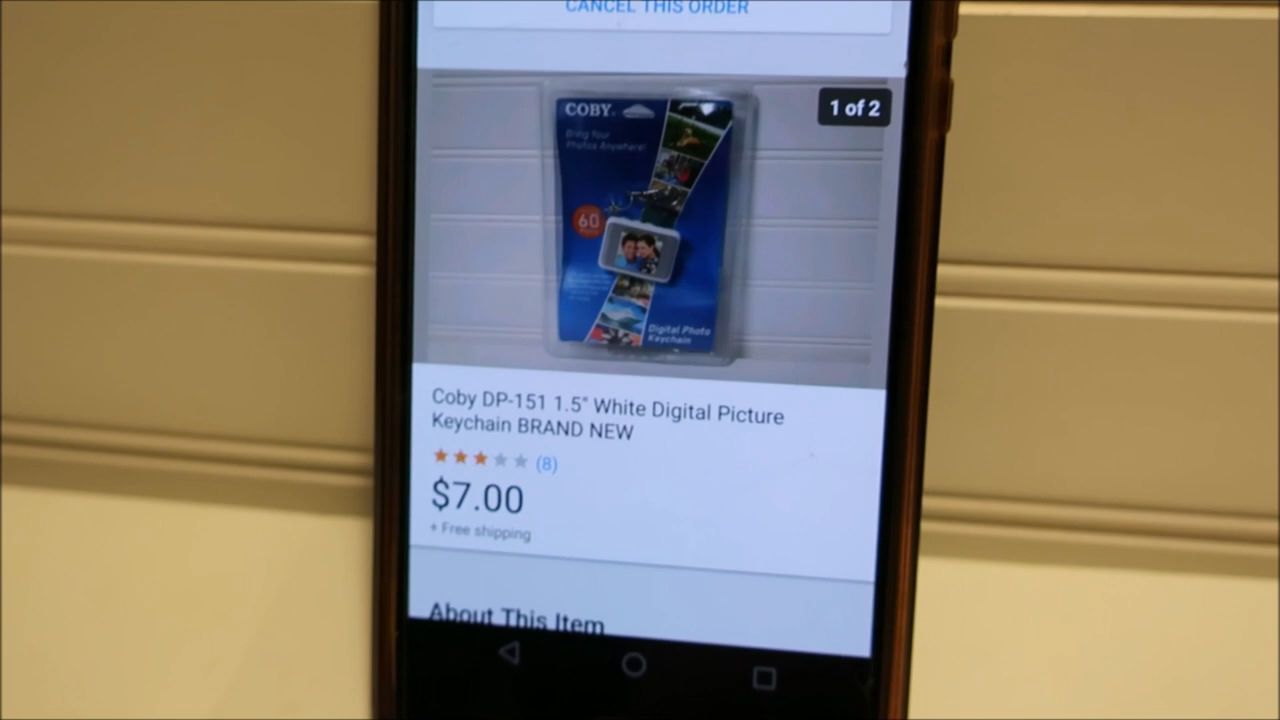 CANCEL THIS ORDER
1 of 2
COBY
Bring Your
Photos Anywhere!
60
Digital Photo
Keychain
Coby DP-151 1.5" White Digital Picture
Keychain BRAND NEW
(8)
$7.00
+ Free shipping
About This Item